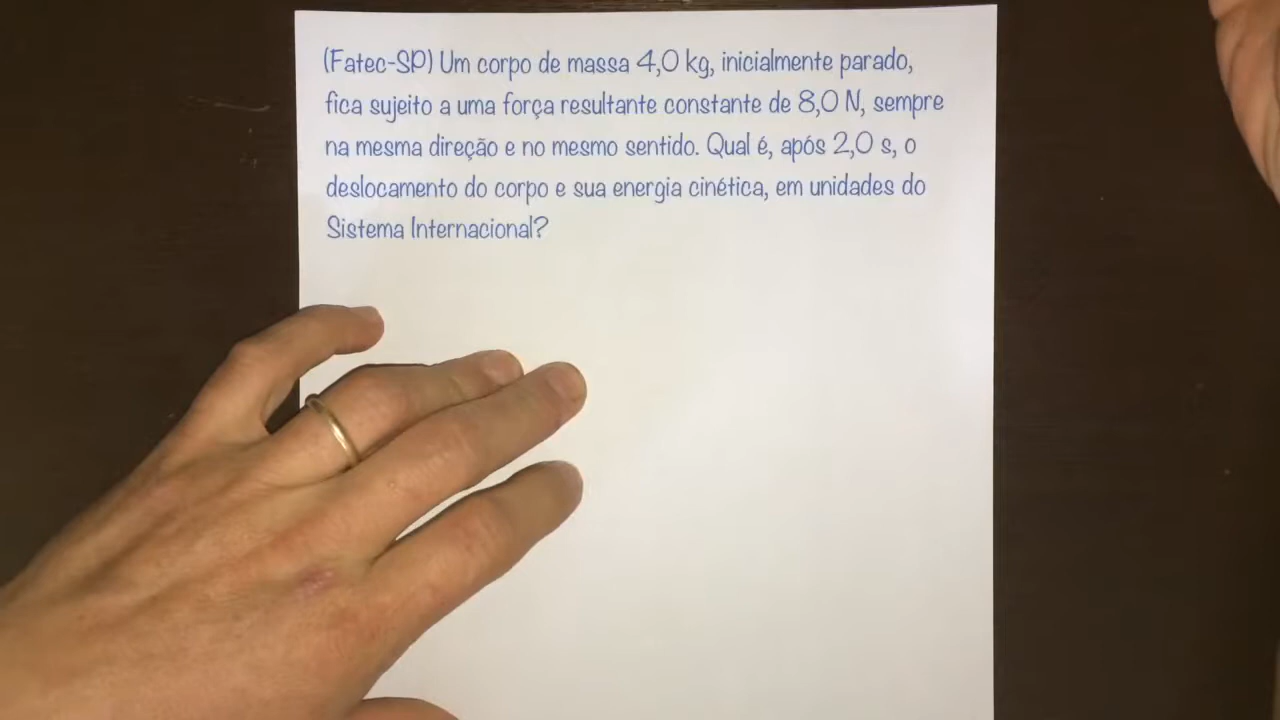 (Fatec-SP) Um corpo de massa 4,0 kg, inicialmente parado,
fica sujeito a uma força resultante constante de 8,0 N, sempre
na mesma direção e no mesmo sentido. Qual é, após 2,0 s, o
deslocamento do corpo e sua energia cinética, em unidades do
Sistema Internacional?